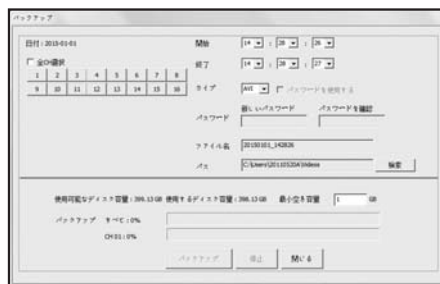 バックアップ
日付:2015-01-01
開始 14 : 28 : 26
全CH選択
終了 14 : 28 : 27
1 2 3 4 5 6 7 8
9 10 11 12 13 14 15 16
タイプ AVI パスワードを使用する
新しいパスワード パスワードを確認
パスワード
ファイル名 20150101_142826
パス C:\Users\20110520A\Videos 検索
使用可能なディスク容量:398.13 GB 使用するディスク容量:398.13 GB 最小空き容量 : 1 GB
バックアップ すべて:0%
CH 01:0%
バックアップ 停止 閉じる